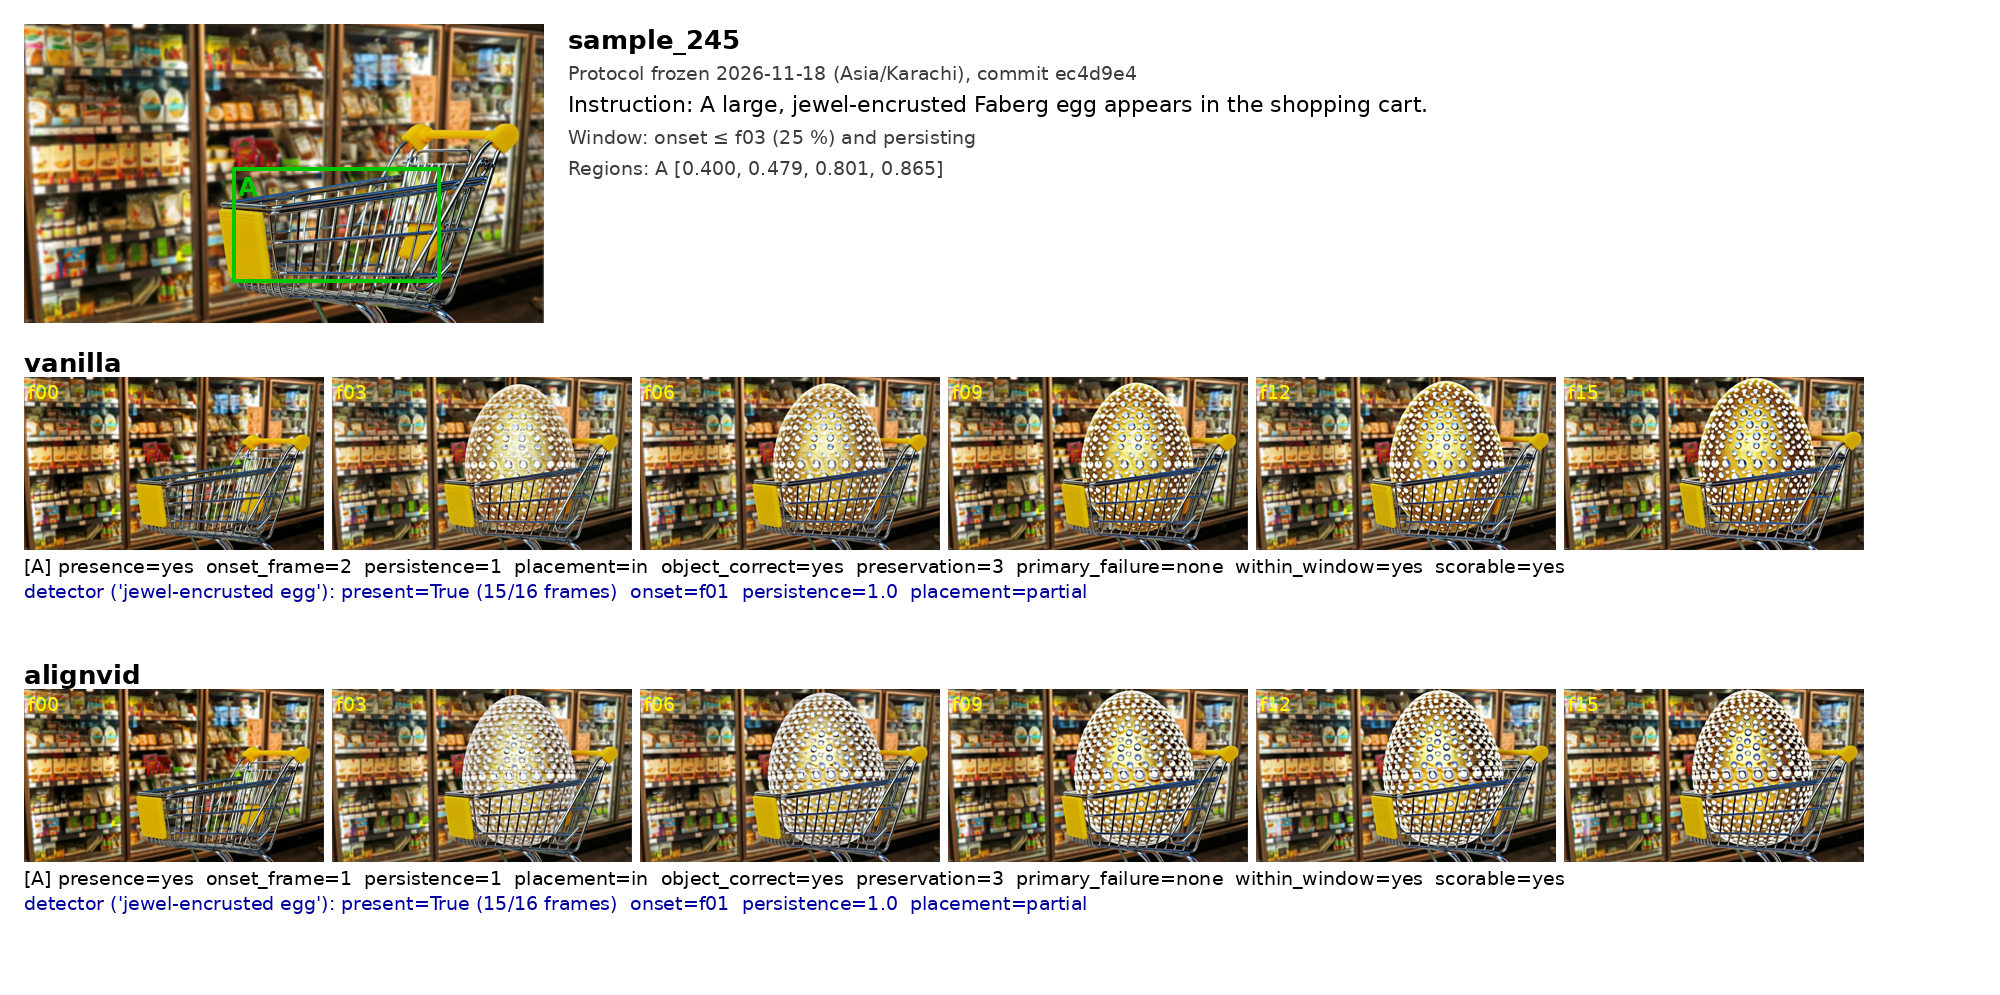 sample_245
Protocol frozen 2026-11-18 (Asia/Karachi), commit ec4d9e4
Instruction: A large, jewel-encrusted Faberg egg appears in the shopping cart.
Window: onset ≤ f03 (25 %) and persisting
Regions: A [0.400, 0.479, 0.801, 0.865]
A
vanilla
f00 f03 f06 f09 f12 f15
[A] presence=yes onset_frame=2 persistence=1 placement=in object_correct=yes preservation=3 primary_failure=none within_window=yes scorable=yes
detector ('jewel-encrusted egg'): present=True (15/16 frames) onset=f01 persistence=1.0 placement=partial
alignvid
f00 f03 f06 f09 f12 f15
[A] presence=yes onset_frame=1 persistence=1 placement=in object_correct=yes preservation=3 primary_failure=none within_window=yes scorable=yes
detector ('jewel-encrusted egg'): present=True (15/16 frames) onset=f01 persistence=1.0 placement=partial